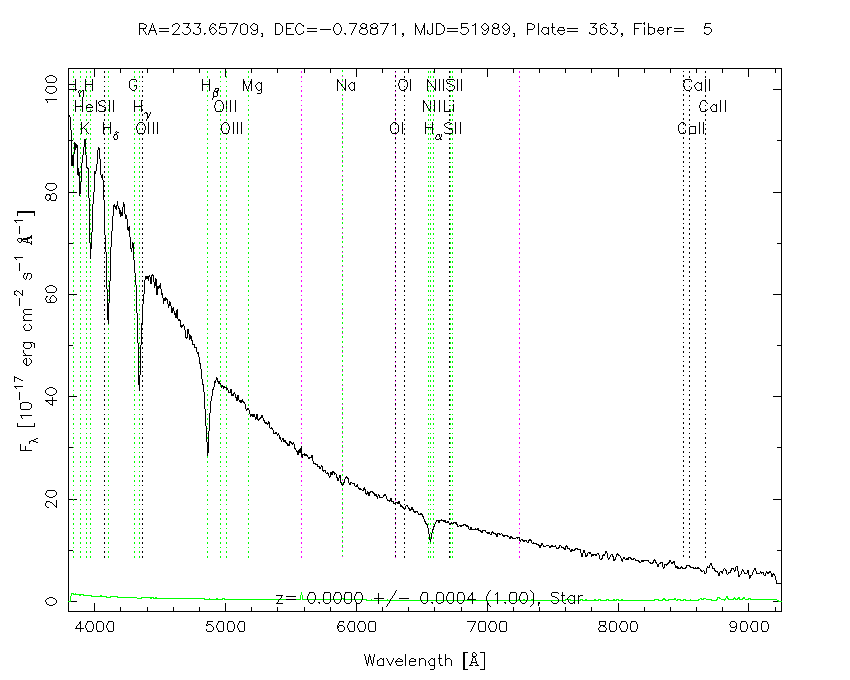 RA=233.65709, DEC=−0.78871, MJD=51989, Plate= 363, Fiber= 5
H H G Hβ Mg Na OI NII SII CaII
HeI SII Hγ OIII NII Li CaII
K Hδ OIII OIII OI Hα SII CaII
100
80
60
40
20
0
F_λ [10^−17 erg cm^−2 s^−1 Å^−1]
z= 0.0000 +/− 0.0004 (1.00), Star
4000 5000 6000 7000 8000 9000
Wavelength [Å]